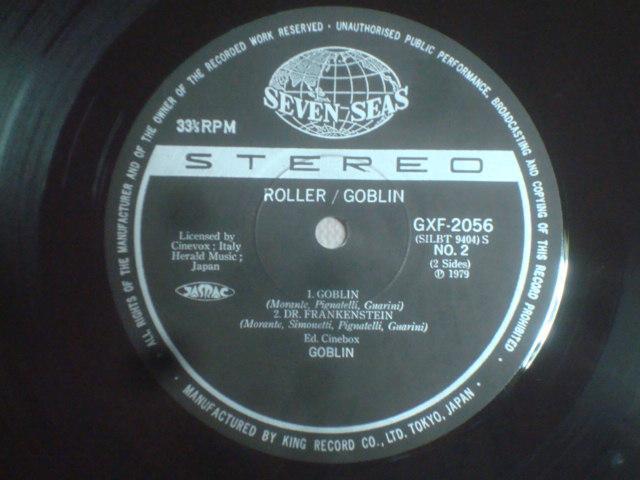 ALL RIGHTS OF THE MANUFACTURER AND OF THE OWNER OF THE RECORDED WORK RESERVED · UNAUTHORISED PUBLIC PERFORMANCE, BROADCASTING AND COPYING OF THIS RECORD PROHIBITED
SEVEN SEAS
33⅓ RPM
STEREO
ROLLER / GOBLIN
Licensed by
Cinevox ; Italy
Herald Music ;
Japan
JASRAC
GXF-2056
(SILBT 9404) S
NO. 2
(2 Sides)
Ⓟ 1979
1. GOBLIN
(Morante, Pignatelli, Guarini)
2. DR. FRANKENSTEIN
(Morante, Simonetti, Pignatelli, Guarini)
Ed. Cinebox
GOBLIN
· MANUFACTURED BY KING RECORD CO., LTD. TOKYO, JAPAN ·